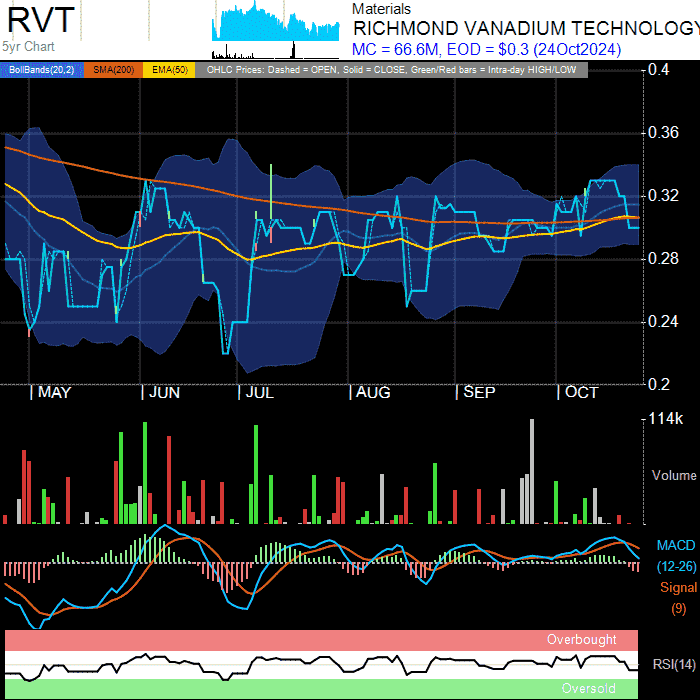 RVT
5yr Chart
Materials
RICHMOND VANADIUM TECHNOLOGY
MC = 66.6M, EOD = $0.3 (24Oct2024)
BollBands(20,2) SMA(200) EMA(50) OHLC Prices: Dashed = OPEN, Solid = CLOSE, Green/Red bars = Intra-day HIGH/LOW
0.4
0.36
0.32
0.28
0.24
0.2
| MAY | JUN | JUL | AUG | SEP | OCT
114k
Volume
MACD
(12-26)
Signal
(9)
Overbought
RSI(14)
Oversold